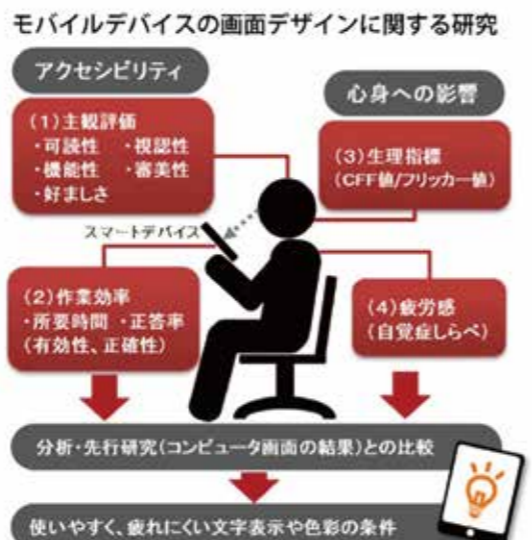 モバイルデバイスの画面デザインに関する研究
アクセシビリティ
(1)主観評価
・可読性 ・視認性
・機能性 ・審美性
・好ましさ
心身への影響
(3)生理指標
(CFF値/フリッカー値)
スマートデバイス
(2)作業効率
・所要時間 ・正答率
(有効性、正確性)
(4)疲労感
(自覚症しらべ)
分析・先行研究(コンピュータ画面の結果)との比較
使いやすく、疲れにくい文字表示や色彩の条件